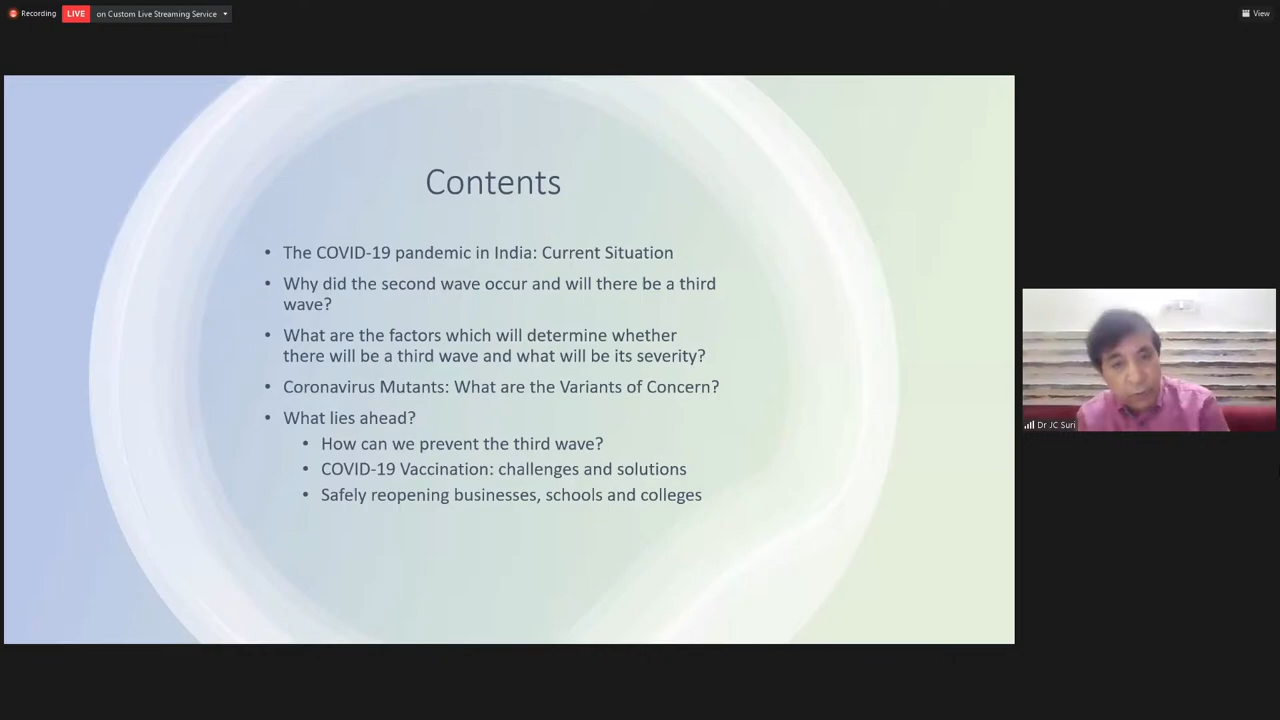 Recording
LIVE
on Custom Live Streaming Service
View
Contents
• The COVID-19 pandemic in India: Current Situation
• Why did the second wave occur and will there be a third
wave?
• What are the factors which will determine whether
there will be a third wave and what will be its severity?
• Coronavirus Mutants: What are the Variants of Concern?
• What lies ahead?
• How can we prevent the third wave?
• COVID-19 Vaccination: challenges and solutions
• Safely reopening businesses, schools and colleges
Dr JC Suri